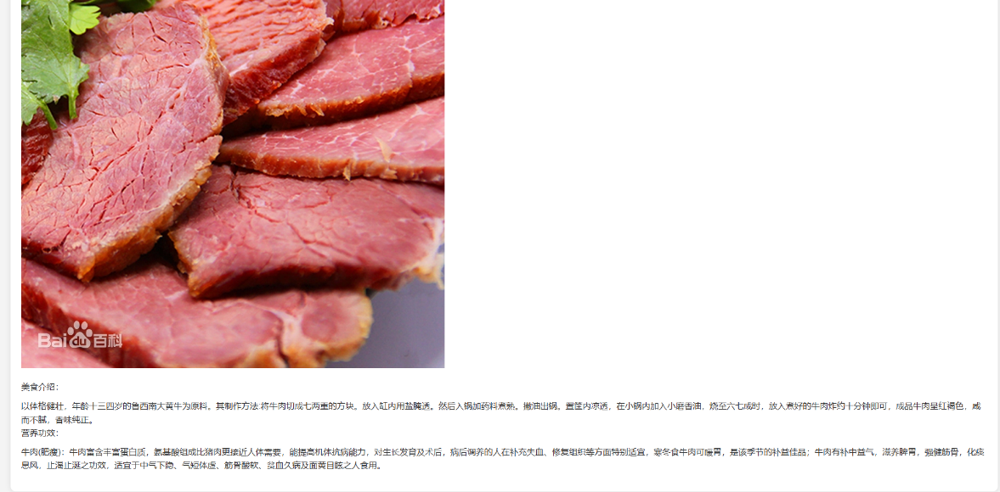 Baidu百科
美食介绍：
以体格健壮，年龄十三四岁的鲁西南大黄牛为原料。其制作方法:将牛肉切成七两重的方块。放入缸内用盐腌透。然后入锅加药料煮熟。撇油出锅。置筐内凉透，在小锅内加入小磨香油，烧至六七成时，放入煮好的牛肉炸约十分钟即可，成品牛肉呈红褐色，咸
而不腻，香味纯正。
营养功效：
牛肉(肥瘦)：牛肉富含丰富蛋白质，氨基酸组成比猪肉更接近人体需要，能提高机体抗病能力，对生长发育及术后，病后调养的人在补充失血、修复组织等方面特别适宜，寒冬食牛肉可暖胃，是该季节的补益佳品；牛肉有补中益气，滋养脾胃，强健筋骨，化痰
息风，止渴止涎之功效，适宜于中气下隐、气短体虚、筋骨酸软、贫血久病及面黄目眩之人食用。